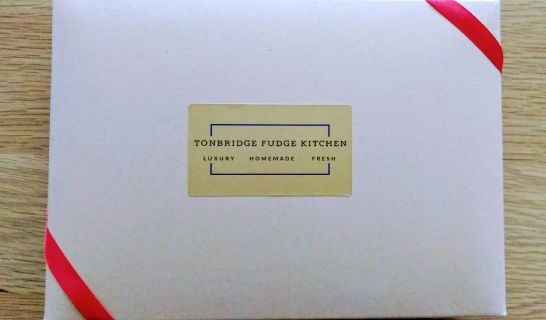 TONBRIDGE FUDGE KITCHEN
LUXURY HOMEMADE FRESH